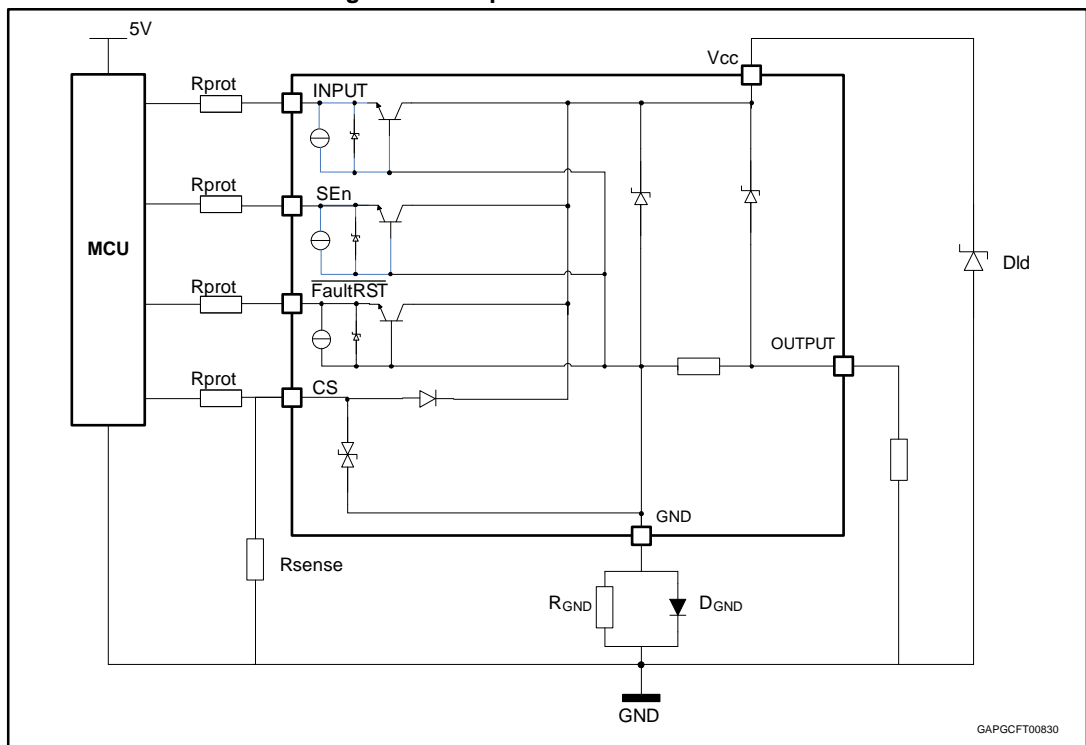 5V
Vcc
Rprot
INPUT
Rprot
SEn
MCU
Dld
Rprot
FaultRST
OUTPUT
Rprot
CS
GND
Rsense
RGND
DGND
GND
GAPGCFT00830